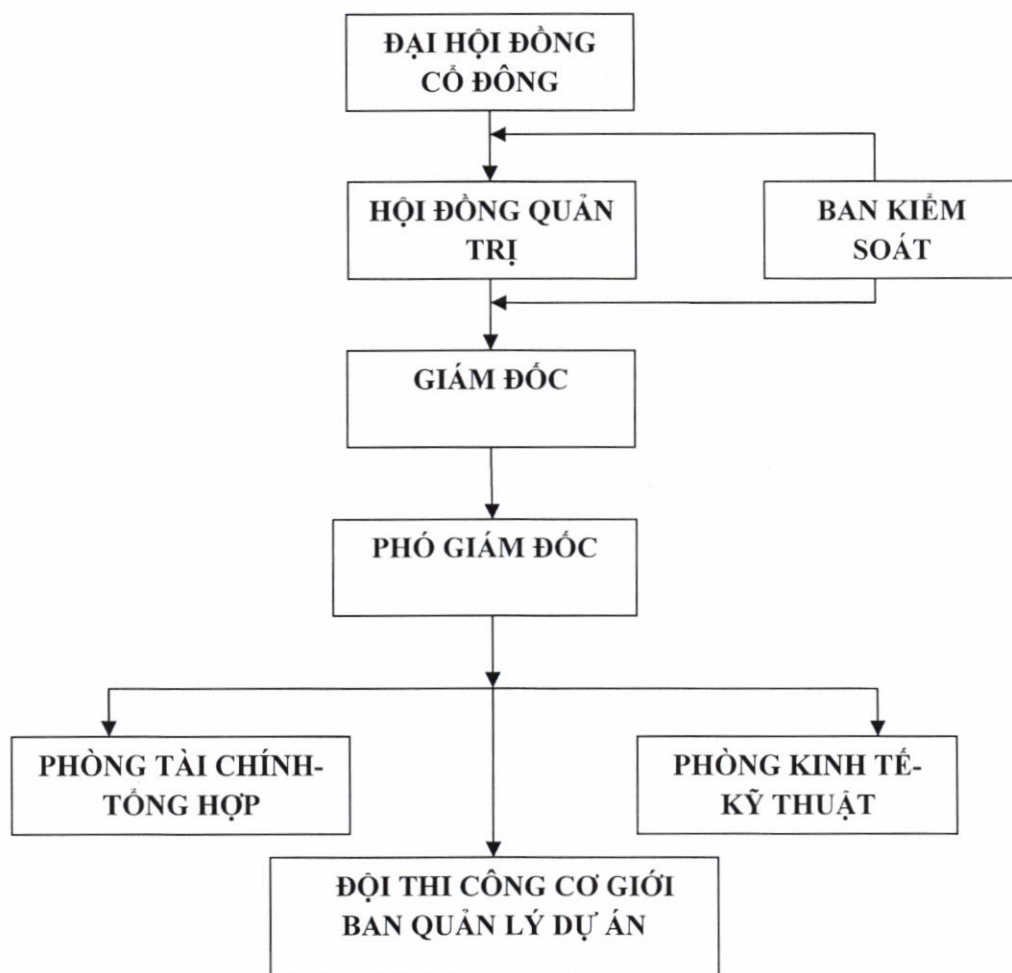 ĐẠI HỘI ĐỒNG
CỔ ĐÔNG
HỘI ĐỒNG QUẢN
TRỊ
BAN KIỂM
SOÁT
GIÁM ĐỐC
PHÓ GIÁM ĐỐC
PHÒNG TÀI CHÍNH-
TỔNG HỢP
PHÒNG KINH TẾ-
KỸ THUẬT
ĐỘI THI CÔNG CƠ GIỚI
BAN QUẢN LÝ DỰ ÁN